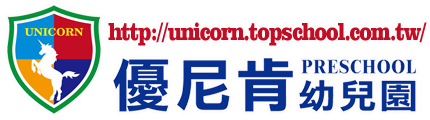 UNICORN
http://unicorn.topschool.com.tw/
優尼肯 PRESCHOOL
幼兒園